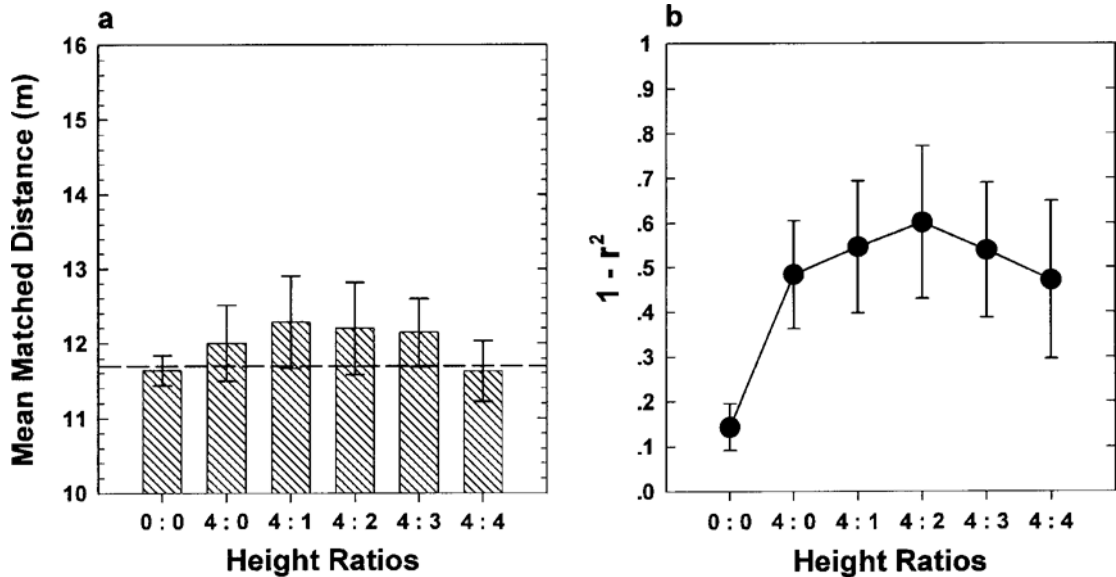 a
Mean Matched Distance (m)
16
15
14
13
12
11
10
0 : 0 4 : 0 4 : 1 4 : 2 4 : 3 4 : 4
Height Ratios
b
1 - r²
1
.9
.8
.7
.6
.5
.4
.3
.2
.1
.0
0 : 0 4 : 0 4 : 1 4 : 2 4 : 3 4 : 4
Height Ratios